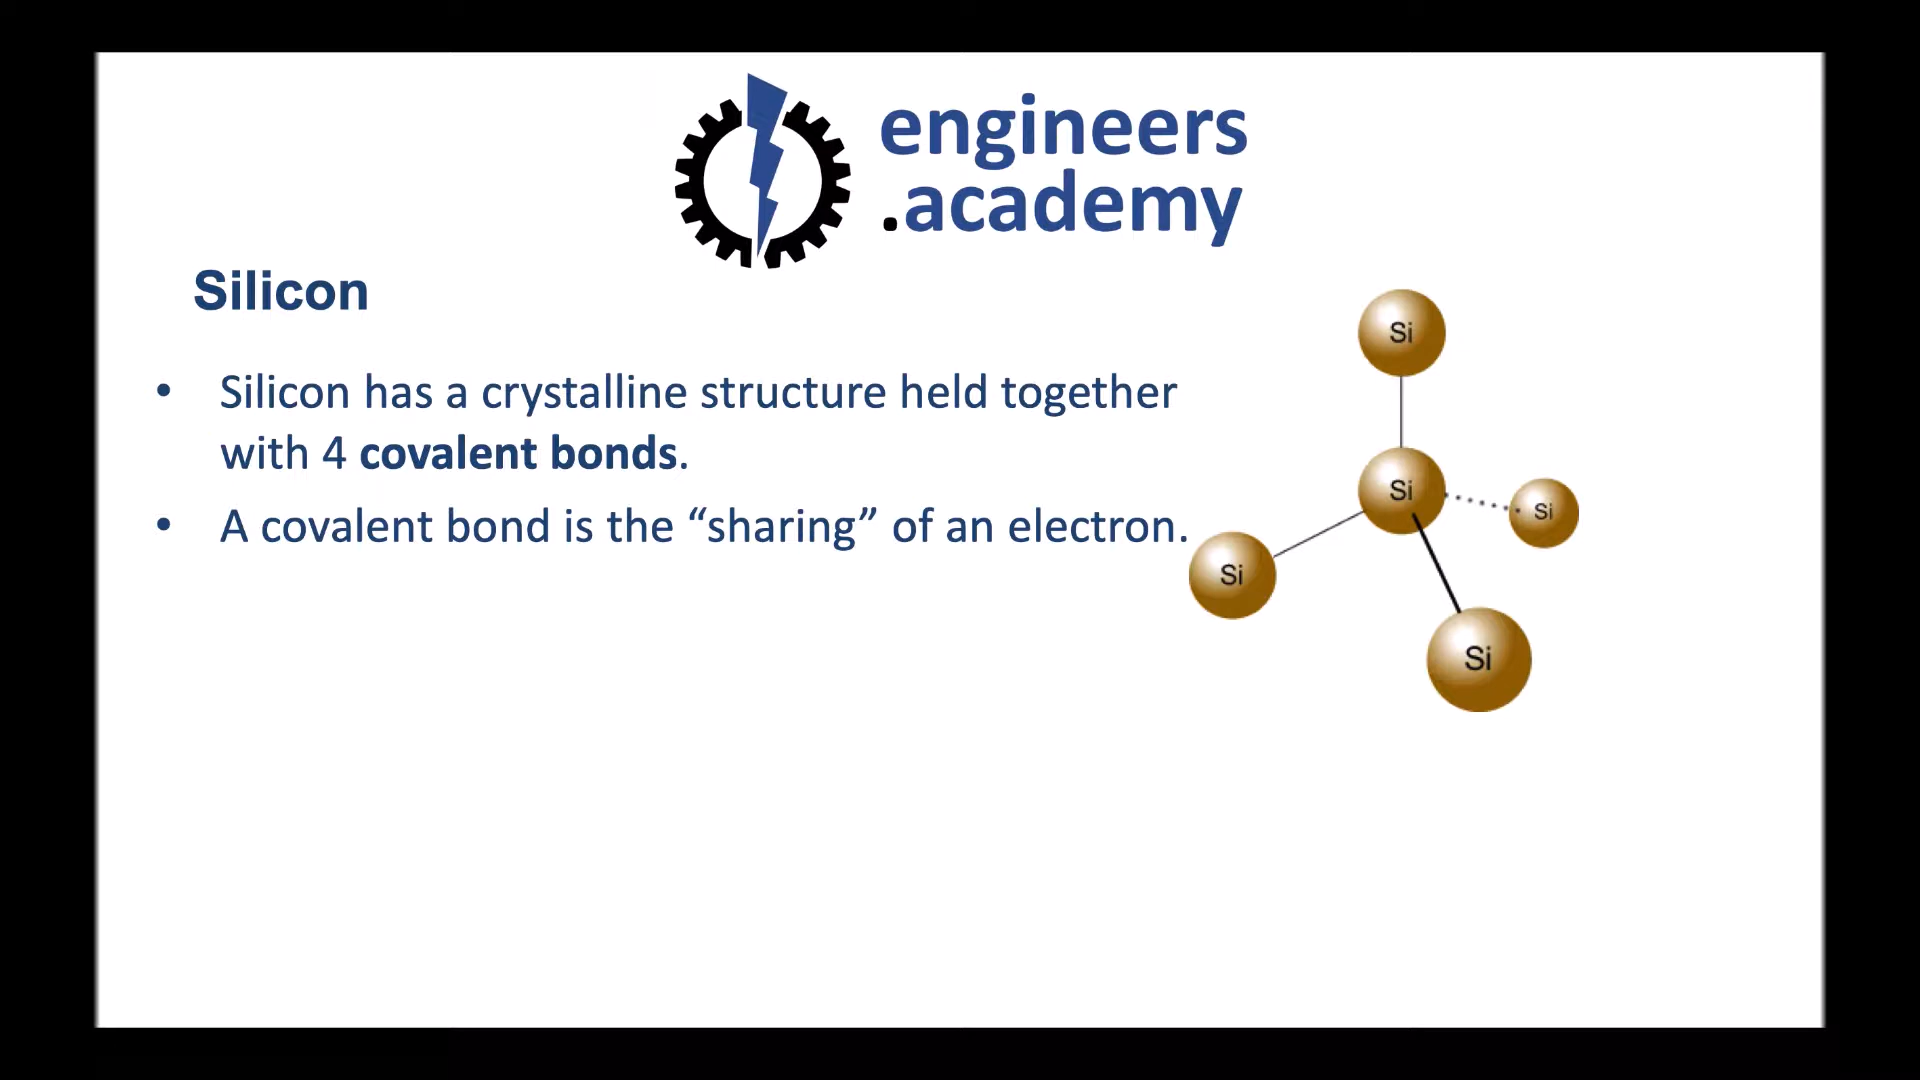 engineers
.academy
Silicon
• Silicon has a crystalline structure held together
with 4 covalent bonds.
• A covalent bond is the “sharing” of an electron.
Si
Si
Si
Si
Si